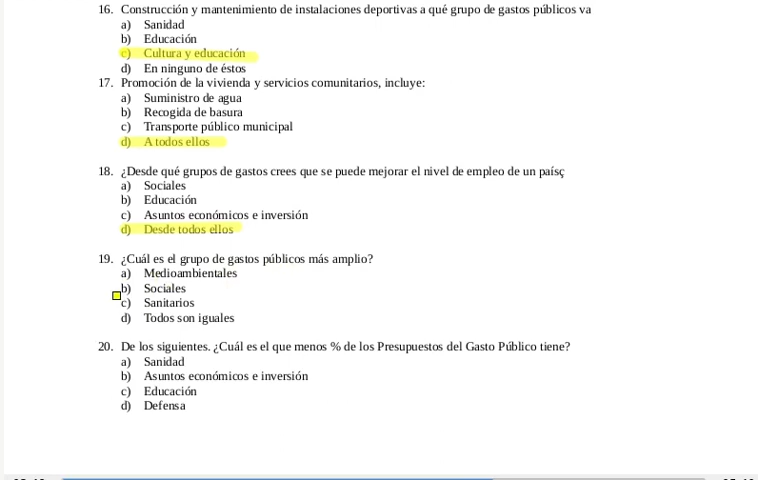 16. Construcción y mantenimiento de instalaciones deportivas a qué grupo de gastos públicos va
a) Sanidad
b) Educación
c) Cultura y educación
d) En ninguno de éstos
17. Promoción de la vivienda y servicios comunitarios, incluye:
a) Suministro de agua
b) Recogida de basura
c) Transporte público municipal
d) A todos ellos
18. ¿Desde qué grupos de gastos crees que se puede mejorar el nivel de empleo de un paísç
a) Sociales
b) Educación
c) Asuntos económicos e inversión
d) Desde todos ellos
19. ¿Cuál es el grupo de gastos públicos más amplio?
a) Medioambientales
b) Sociales
c) Sanitarios
d) Todos son iguales
20. De los siguientes. ¿Cuál es el que menos % de los Presupuestos del Gasto Público tiene?
a) Sanidad
b) Asuntos económicos e inversión
c) Educación
d) Defensa